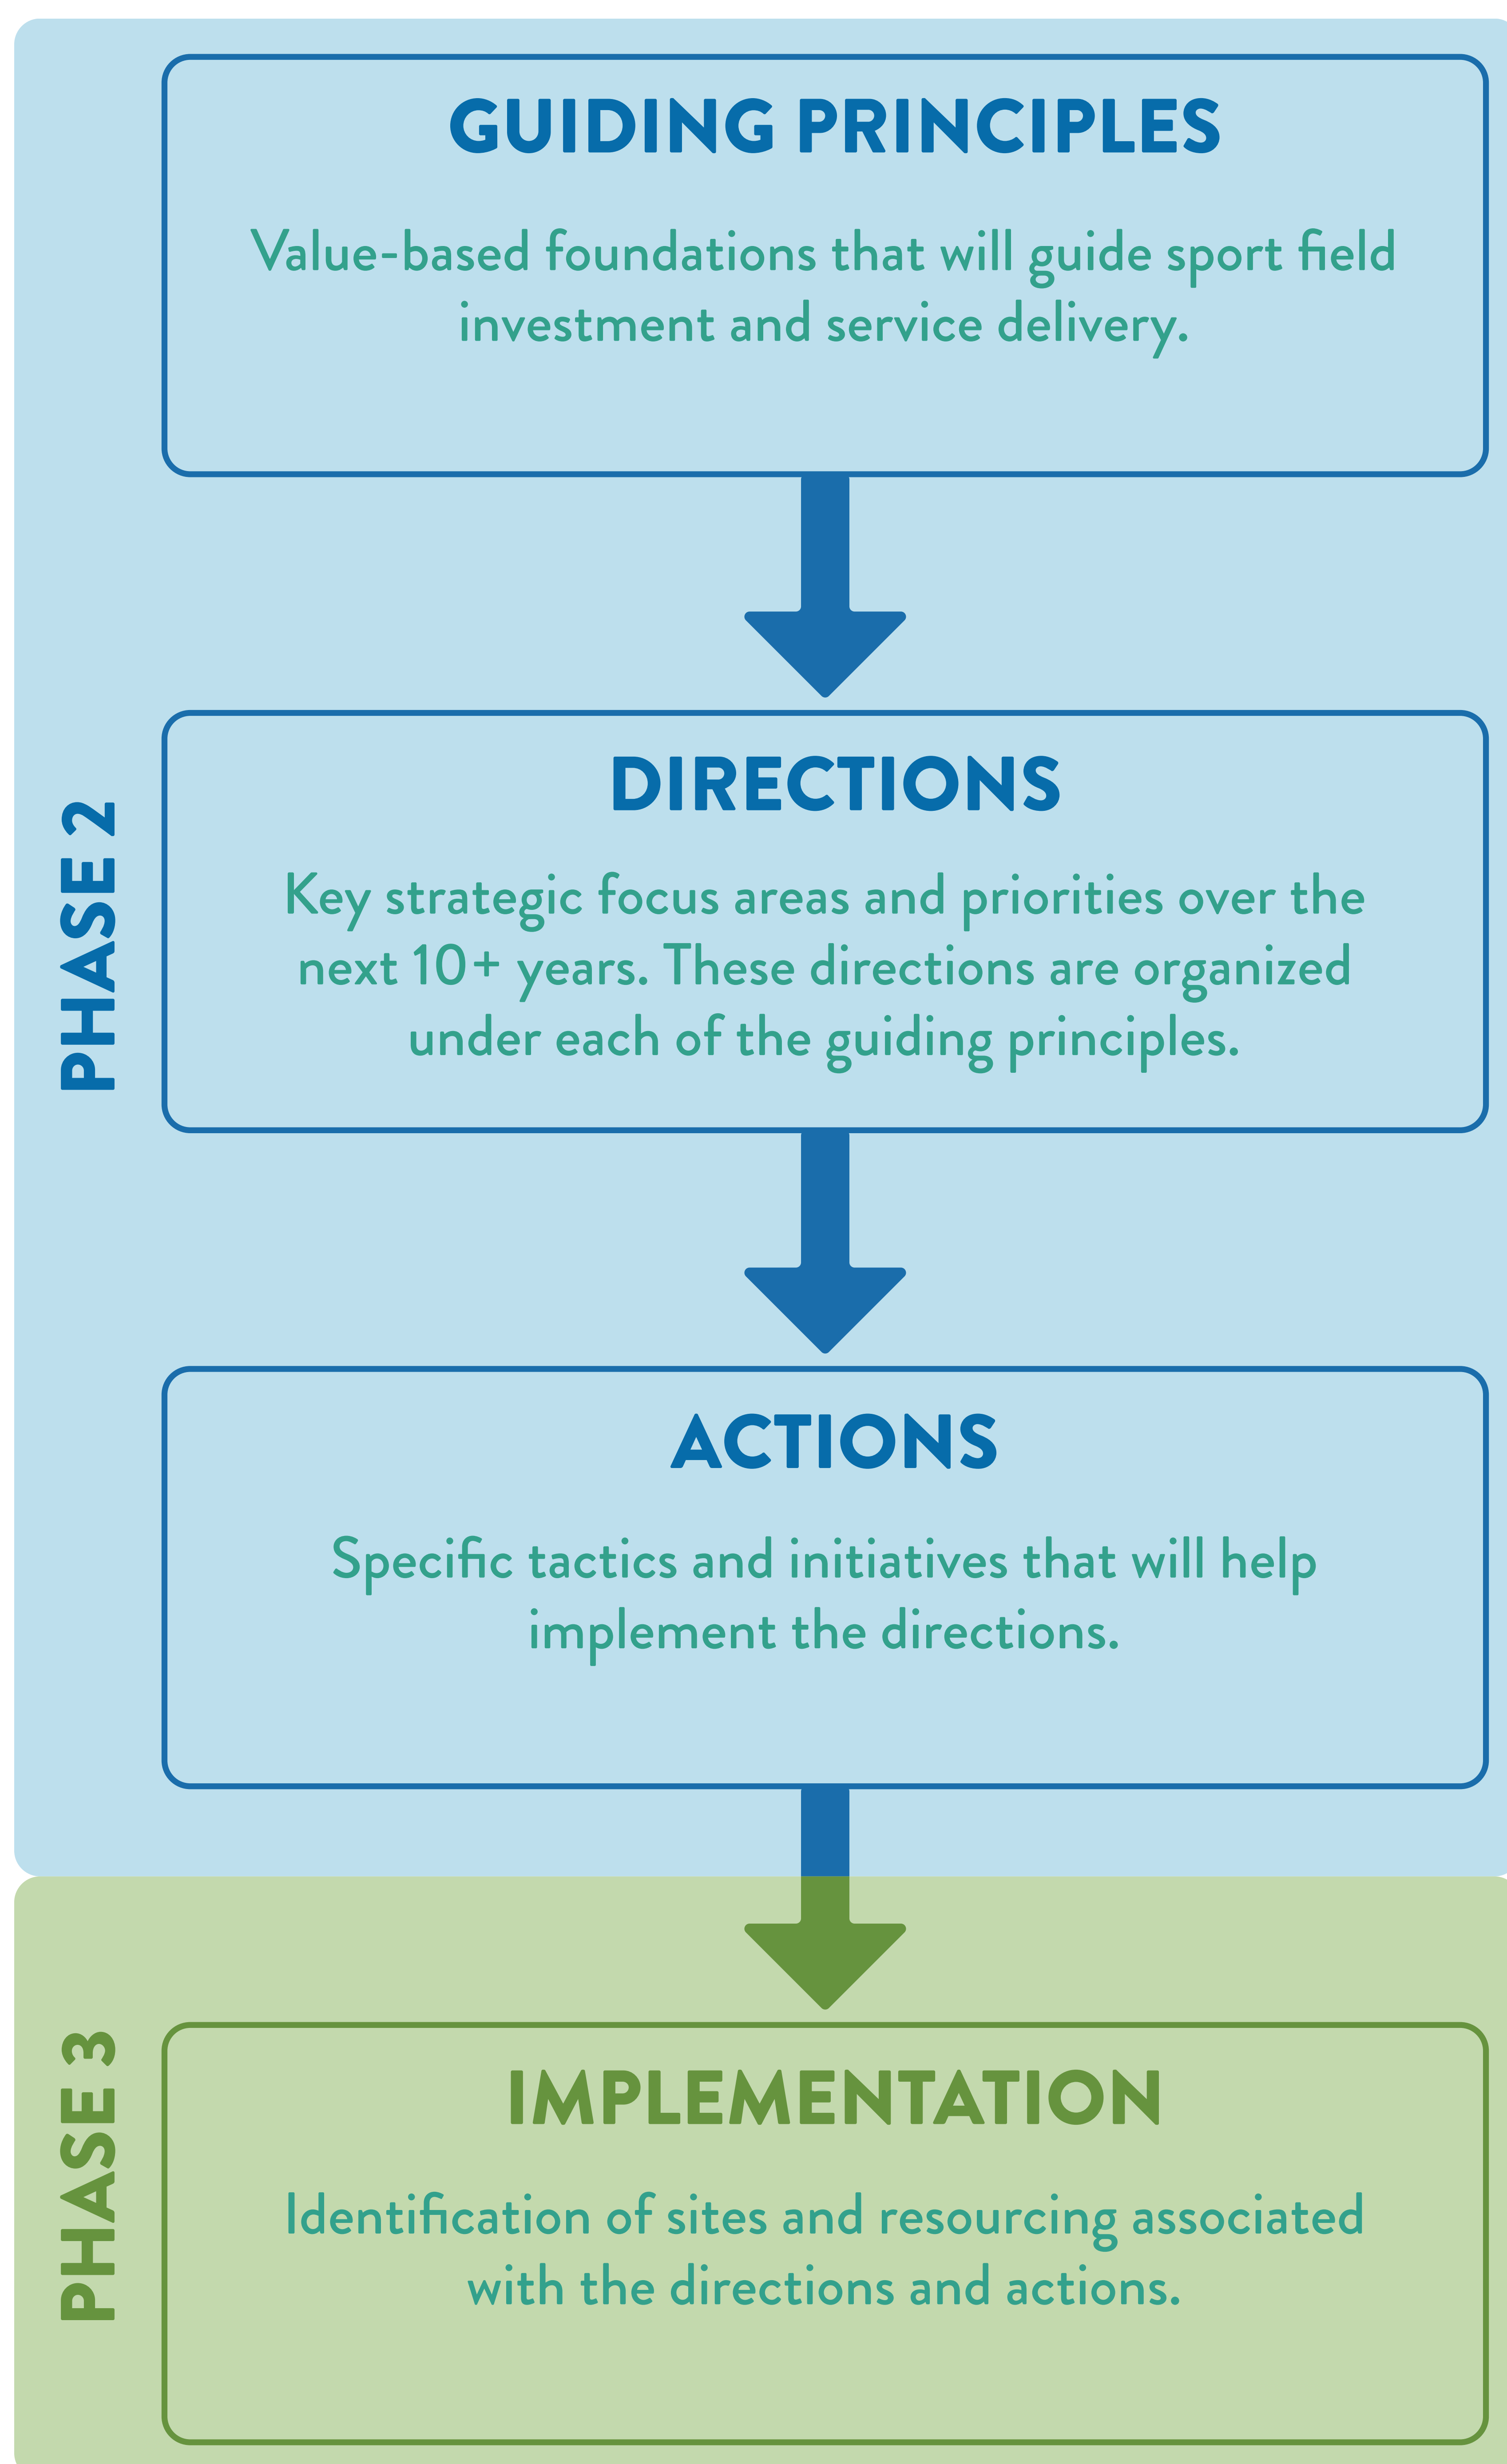 GUIDING PRINCIPLES
Value-based foundations that will guide sport field
investment and service delivery.
PHASE 2
DIRECTIONS
Key strategic focus areas and priorities over the
next 10+ years. These directions are organized
under each of the guiding principles.
ACTIONS
Specific tactics and initiatives that will help
implement the directions.
PHASE 3
IMPLEMENTATION
Identification of sites and resourcing associated
with the directions and actions.